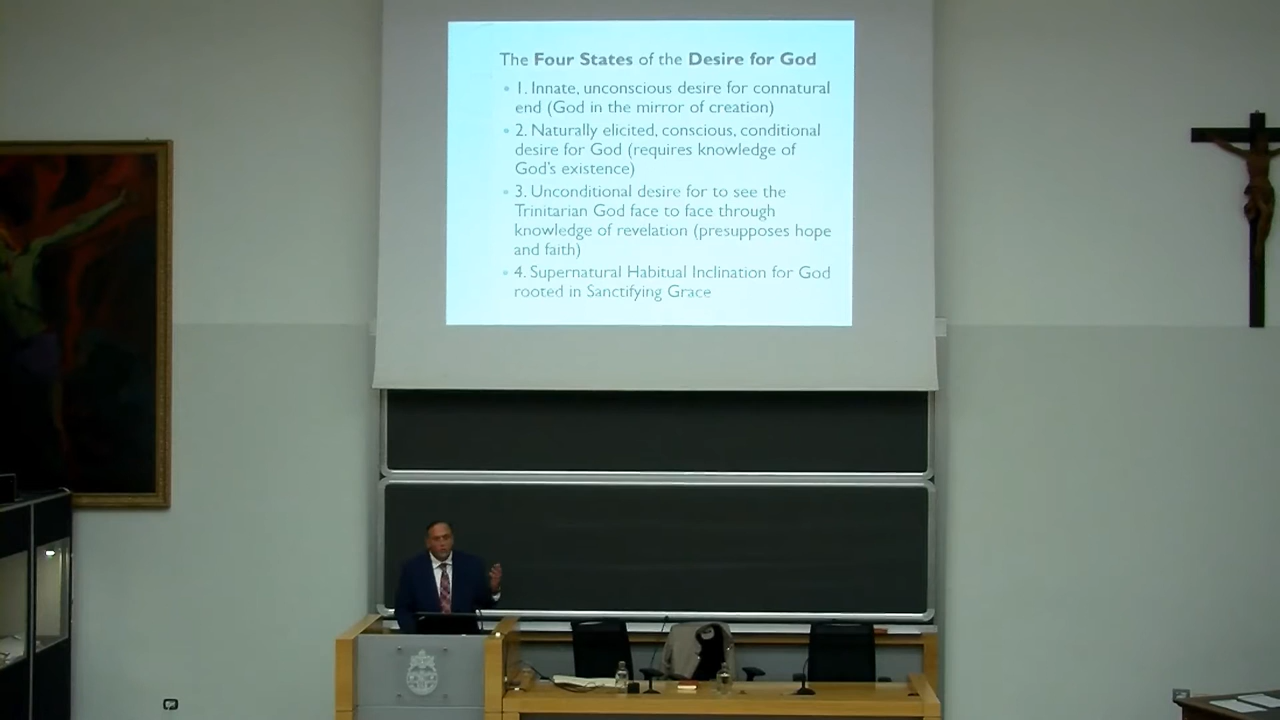 The Four States of the Desire for God
• 1. Innate, unconscious desire for connatural
end (God in the mirror of creation)
• 2. Naturally elicited, conscious, conditional
desire for God (requires knowledge of
God's existence)
• 3. Unconditional desire for to see the
Trinitarian God face to face through
knowledge of revelation (presupposes hope
and faith)
• 4. Supernatural Habitual Inclination for God
rooted in Sanctifying Grace